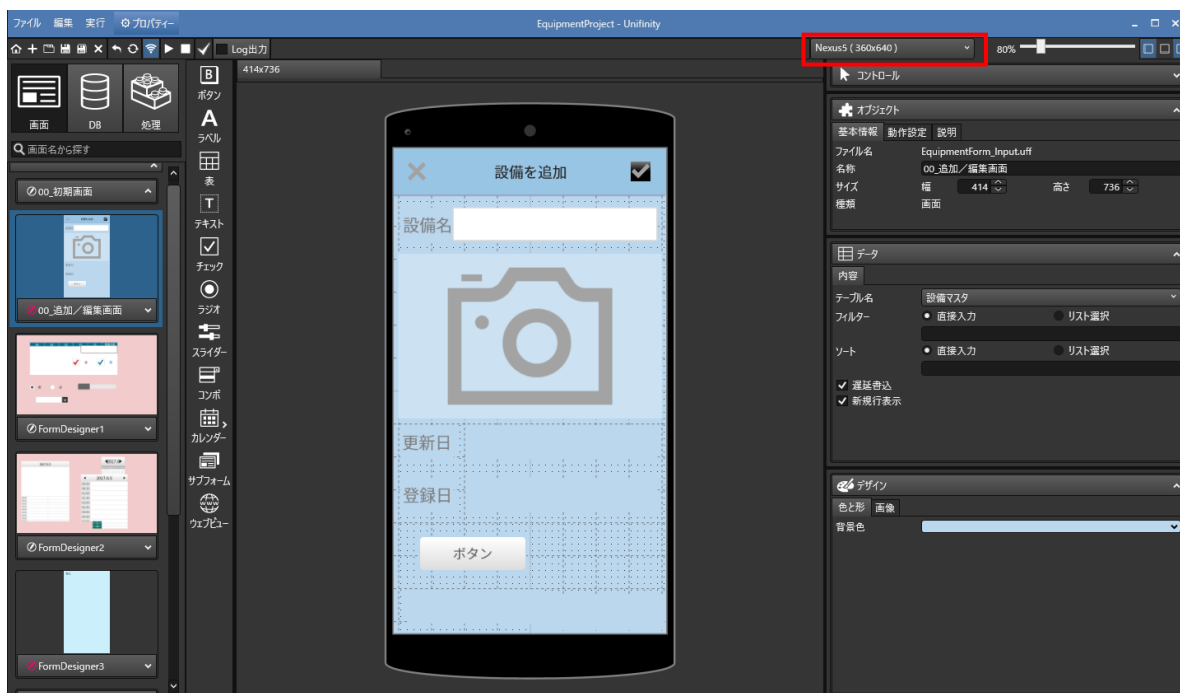 ファイル 編集 実行 プロパティー
EquipmentProject - Unifinity
Log出力
Nexus5 ( 360x640 )
80%
画面
DB
処理
画面名から探す
00_初期画面
00_追加／編集画面
FormDesigner1
FormDesigner2
FormDesigner3
B
ボタン
A
ラベル
表
T
テキスト
チェック
ラジオ
スライダー
コンボ
カレンダー
サブフォーム
ウェブビュー
414x736
設備を追加
設備名
更新日
登録日
ボタン
コントロール
オブジェクト
基本情報 動作設定 説明
ファイル名 EquipmentForm_Input.uff
名称 00_追加／編集画面
サイズ 幅 414 高さ 736
種類 画面
データ
内容
テーブル名 設備マスタ
フィルター 直接入力 リスト選択
ソート 直接入力 リスト選択
遅延書込
新規行表示
デザイン
色と形 画像
背景色